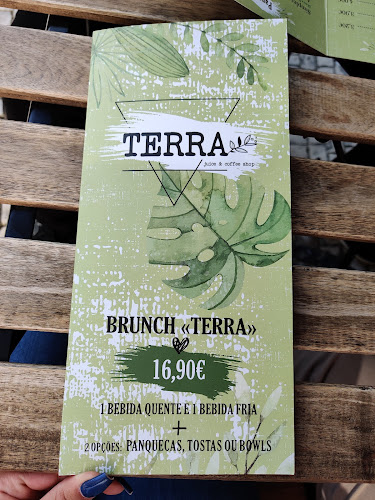 TERRA
juice & coffee shop
BRUNCH «TERRA»
16,90€
1 BEBIDA QUENTE E 1 BEBIDA FRIA
+
2 OPÇÕES: PANQUECAS, TOSTAS OU BOWLS